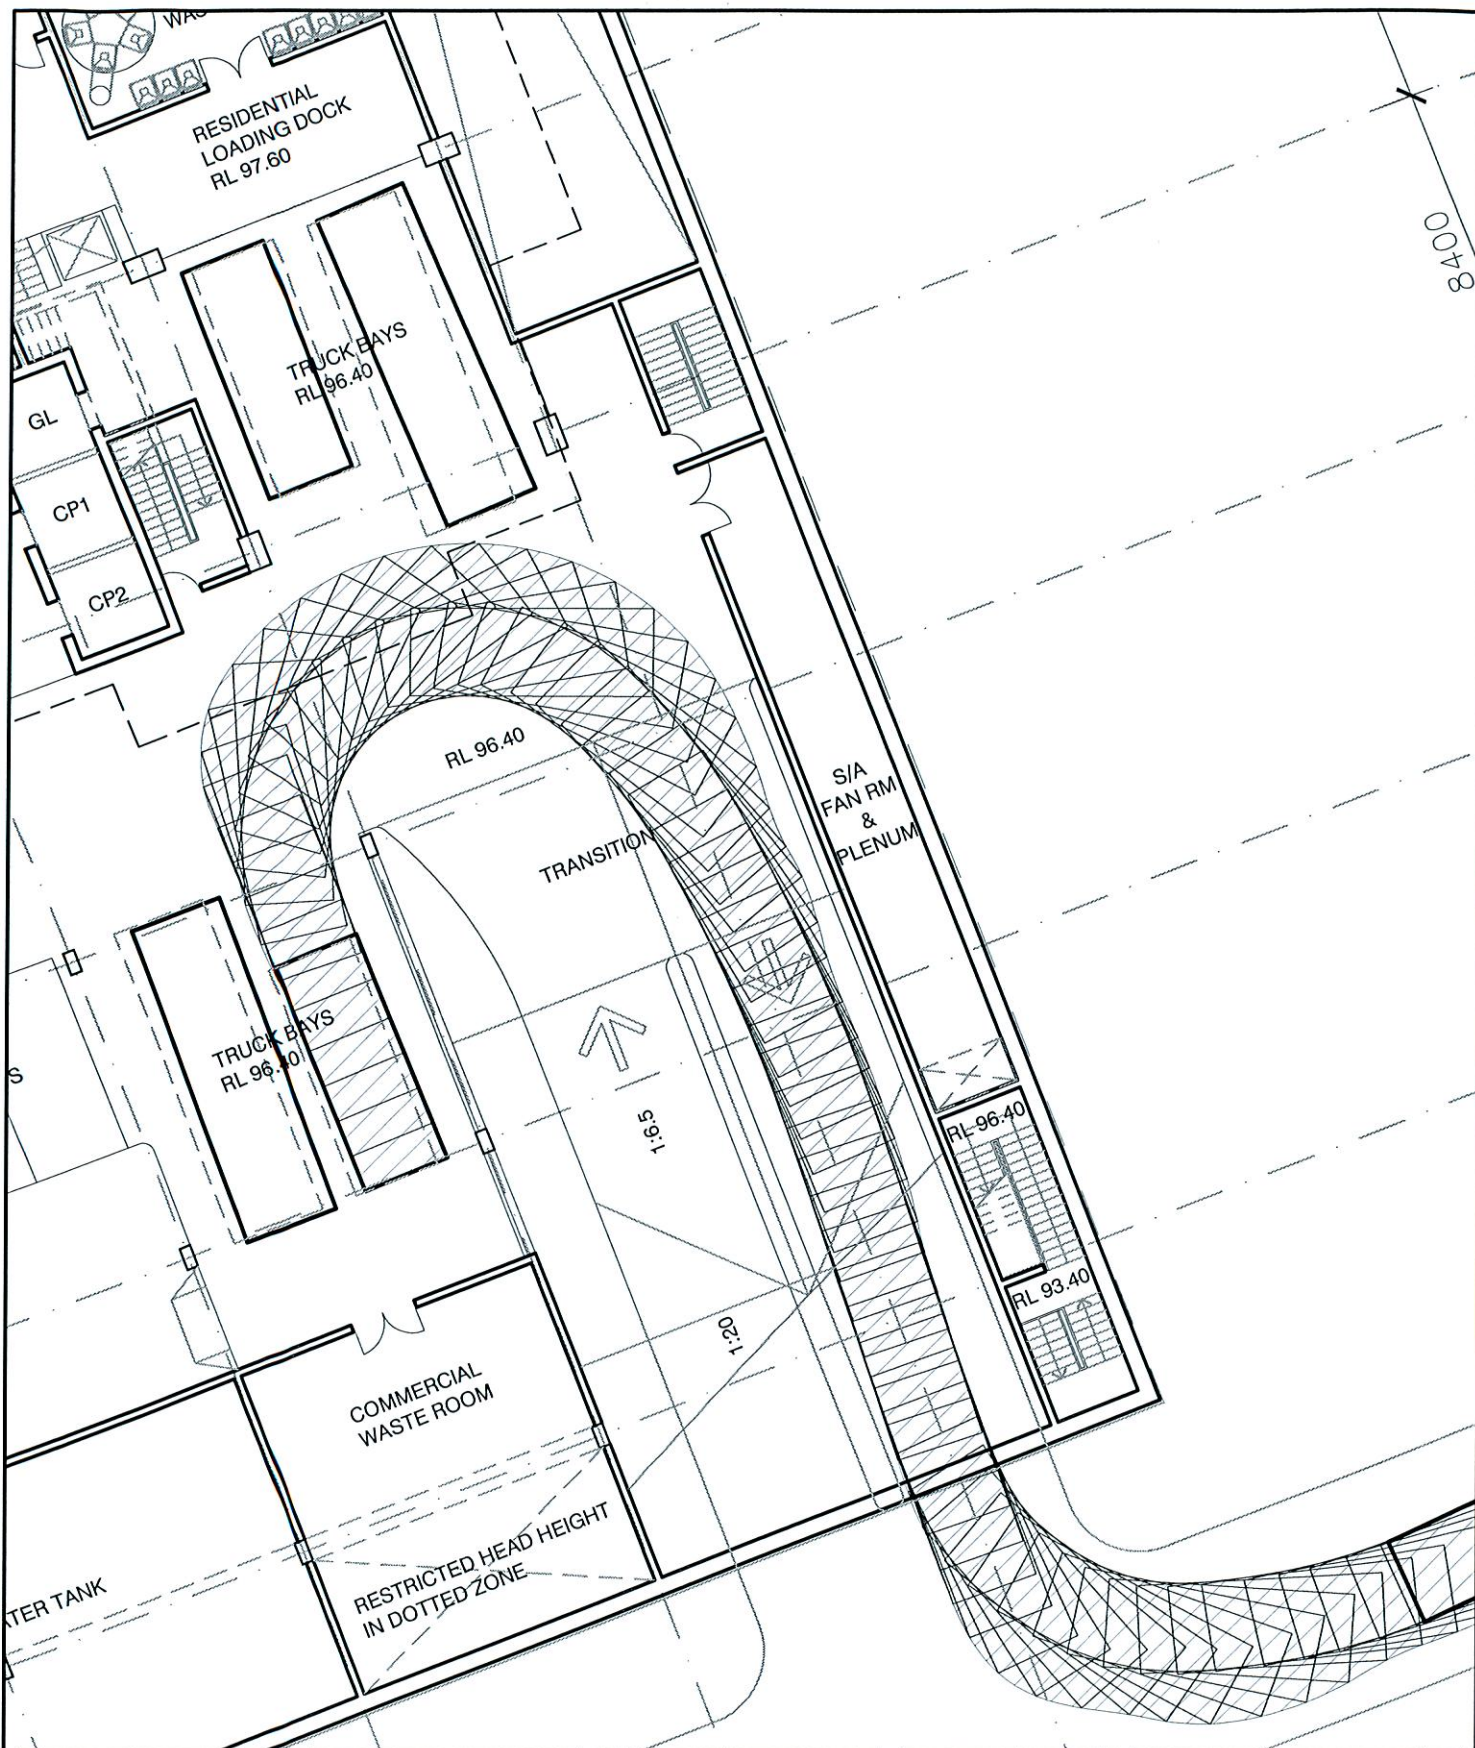 RESIDENTIAL
LOADING DOCK
RL 97.60
8400
TRUCK BAYS
RL 96.40
GL
CP1
CP2
RL 96.40
S/A
FAN RM
&
PLENUM
TRANSITION
TRUCK BAYS
RL 96.40
S
1:6.5
RL 96.40
RL 93.40
1:20
COMMERCIAL
WASTE ROOM
RESTRICTED HEAD HEIGHT
IN DOTTED ZONE
ATER TANK